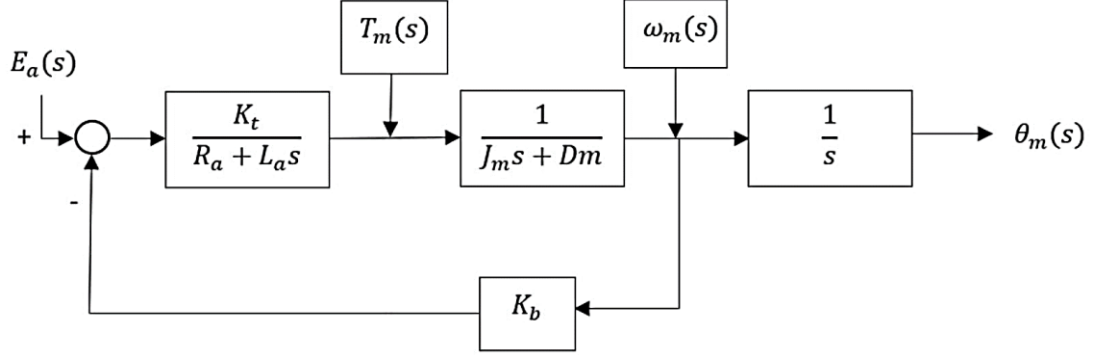 T_m(s)
ω_m(s)
E_a(s)
+
K_t
R_a + L_a s
1
J_m s + Dm
1
s
θ_m(s)
-
K_b